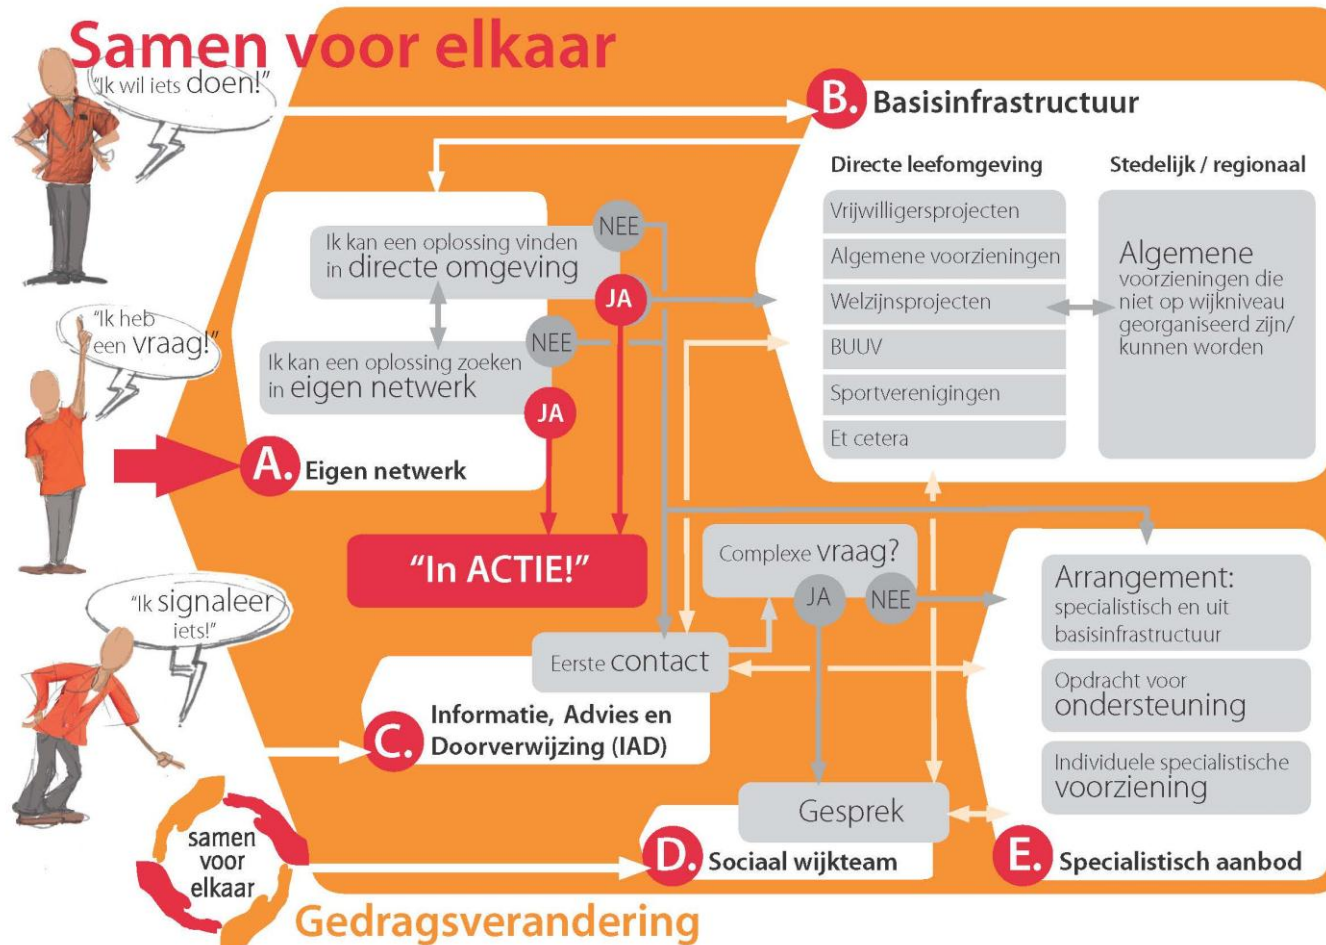 Samen voor elkaar
“Ik wil iets doen!”
B. Basisinfrastructuur
Directe leefomgeving
Stedelijk / regionaal
Vrijwilligersprojecten
Algemene voorzieningen
Welzijnsprojecten
BUUV
Sportverenigingen
Et cetera
Algemene
voorzieningen die
niet op wijkniveau
georganiseerd zijn/
kunnen worden
NEE
Ik kan een oplossing vinden
in directe omgeving
JA
“Ik heb
een vraag!”
NEE
Ik kan een oplossing zoeken
in eigen netwerk
JA
A. Eigen netwerk
“In ACTIE!”
Complexe vraag?
JA
NEE
Arrangement:
specialistisch en uit
basisinfrastructuur
Opdracht voor
ondersteuning
Individuele specialistische
voorziening
“Ik signaleer
iets!”
Eerste contact
C. Informatie, Advies en
Doorverwijzing (IAD)
Gesprek
D. Sociaal wijkteam
E. Specialistisch aanbod
samen
voor
elkaar
Gedragsverandering